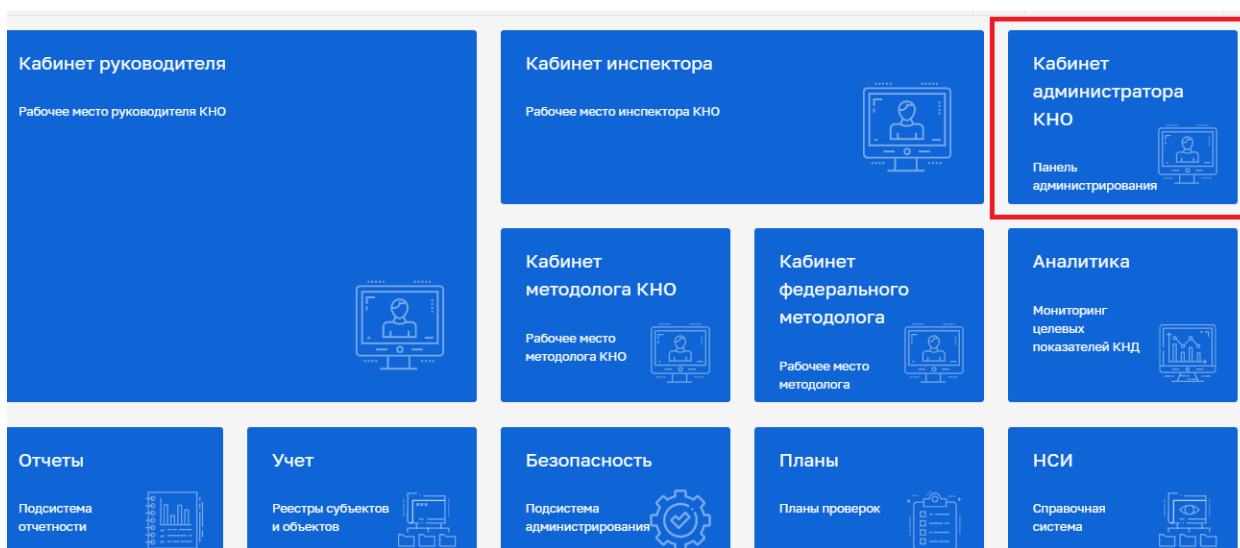 Кабинет руководителя
Рабочее место руководителя КНО
Кабинет инспектора
Рабочее место инспектора КНО
Кабинет
администратора
КНО
Панель
администрирования
Кабинет
методолога КНО
Рабочее место
методолога КНО
Кабинет
федерального
методолога
Рабочее место
методолога
Аналитика
Мониторинг
целевых
показателей КНД
Отчеты
Подсистема
отчетности
Учет
Реестры субъектов
и объектов
Безопасность
Подсистема
администрирования
Планы
Планы проверок
НСИ
Справочная
система